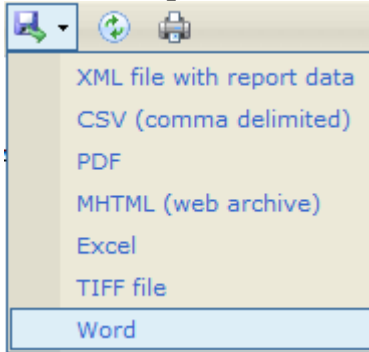 XML file with report data
CSV (comma delimited)
PDF
MHTML (web archive)
Excel
TIFF file
Word